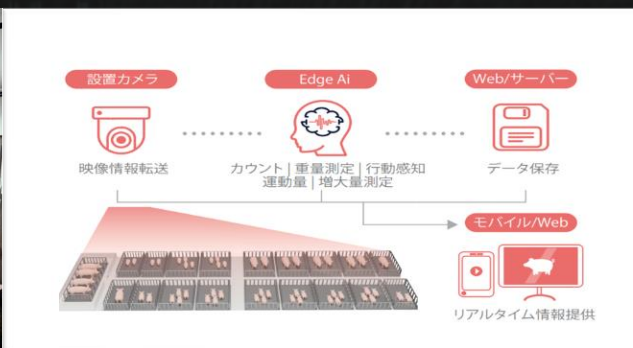 設置カメラ
Edge Ai
Web/サーバー
映像情報転送
カウント | 重量測定 | 行動感知
運動量 | 増大量測定
データ保存
モバイル/Web
リアルタイム情報提供